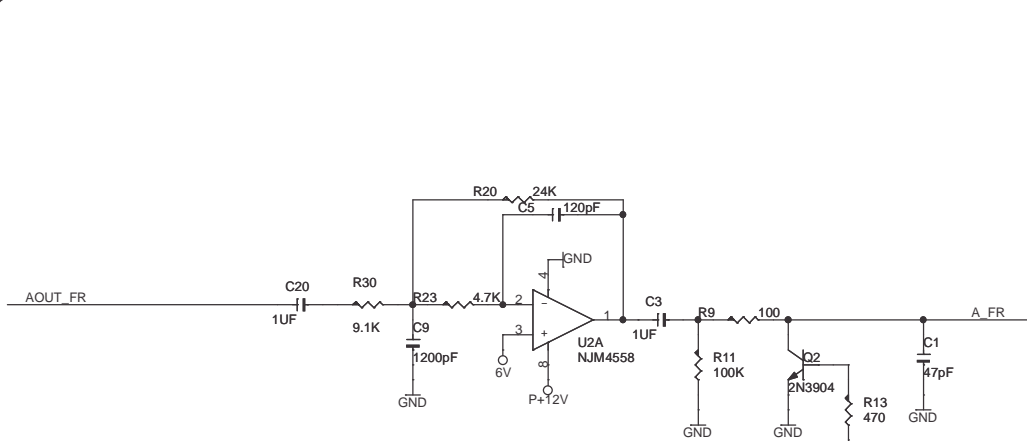 R20 24K
C5 120pF
4 GND
AOUT_FR
C20
1UF
R30
9.1K
R23 4.7K
C9
1200pF
GND
2
3
1
8
6V
P+12V
U2A
NJM4558
C3
1UF
R9 100
R11
100K
GND
Q2
2N3904
GND
R13
470
A_FR
C1
47pF
GND